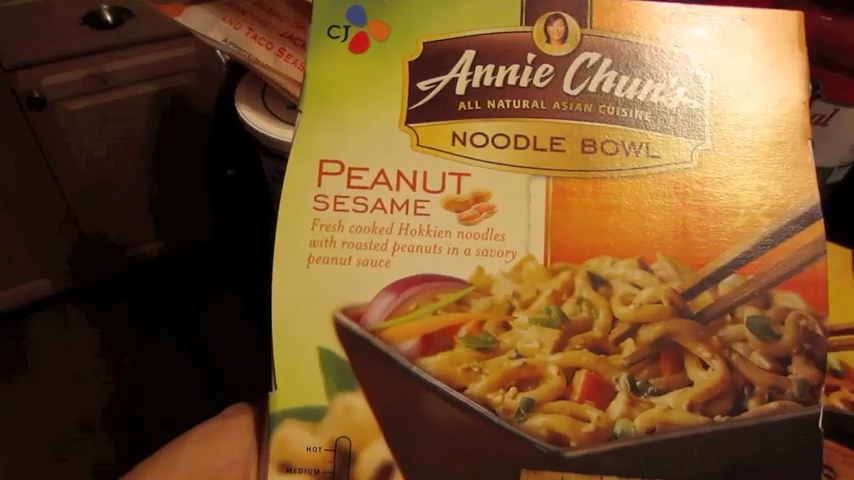 CJ
Annie Chun's
ALL NATURAL ASIAN CUISINE
NOODLE BOWL
PEANUT
SESAME
Fresh cooked Hokkien noodles
with roasted peanuts in a savory
peanut sauce
HOT
MEDIUM
AND TACO SEAS